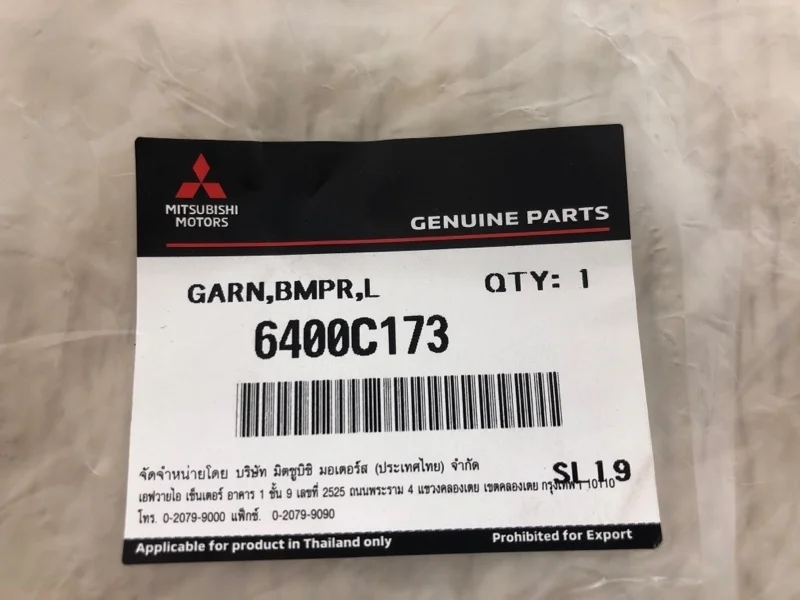 MITSUBISHI
MOTORS
GENUINE PARTS
GARN,BMPR,L
QTY: 1
6400C173
จัดจำหน่ายโดย บริษัท มิตซูบิชิ มอเตอร์ส (ประเทศไทย) จำกัด
SL19
เอฟวายไอ เซ็นเตอร์ อาคาร 1 ชั้น 9 เลขที่ 2525 ถนนพระราม 4 แขวงคลองเตย เขตคลองเตย กรุงเทพฯ 10110
โทร. 0-2079-9000 แฟ็กซ์. 0-2079-9090
Applicable for product in Thailand only
Prohibited for Export